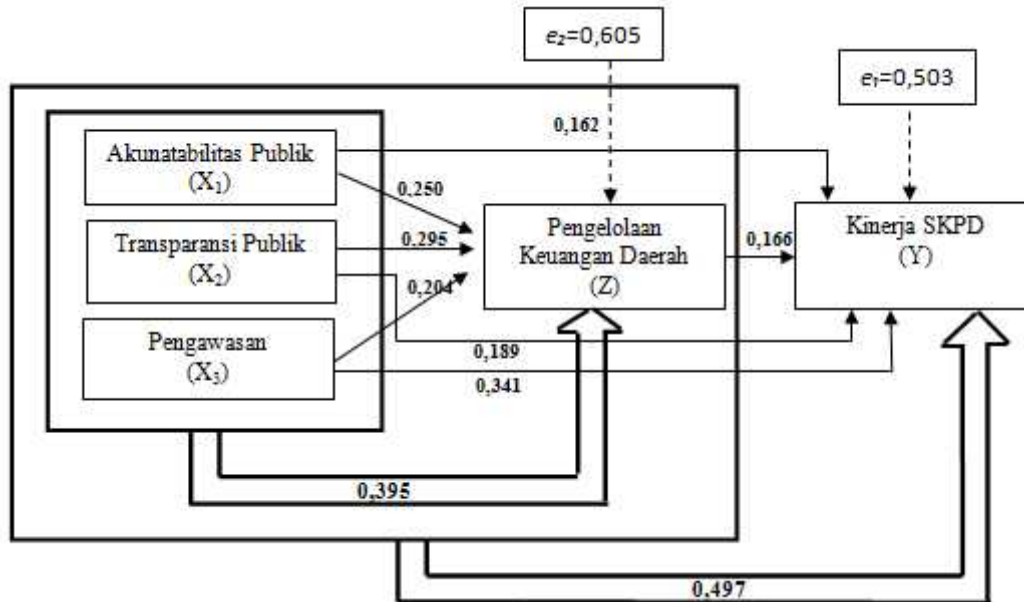 e₂=0,605
e₁=0,503
0,162
Akunatabilitas Publik
(X₁)
0,250
Transparansi Publik
(X₂)
0.295
0,204
Pengawasan
(X₃)
Pengelolaan
Keuangan Daerah
(Z)
0,166
Kinerja SKPD
(Y)
0,189
0,341
0,395
0,497